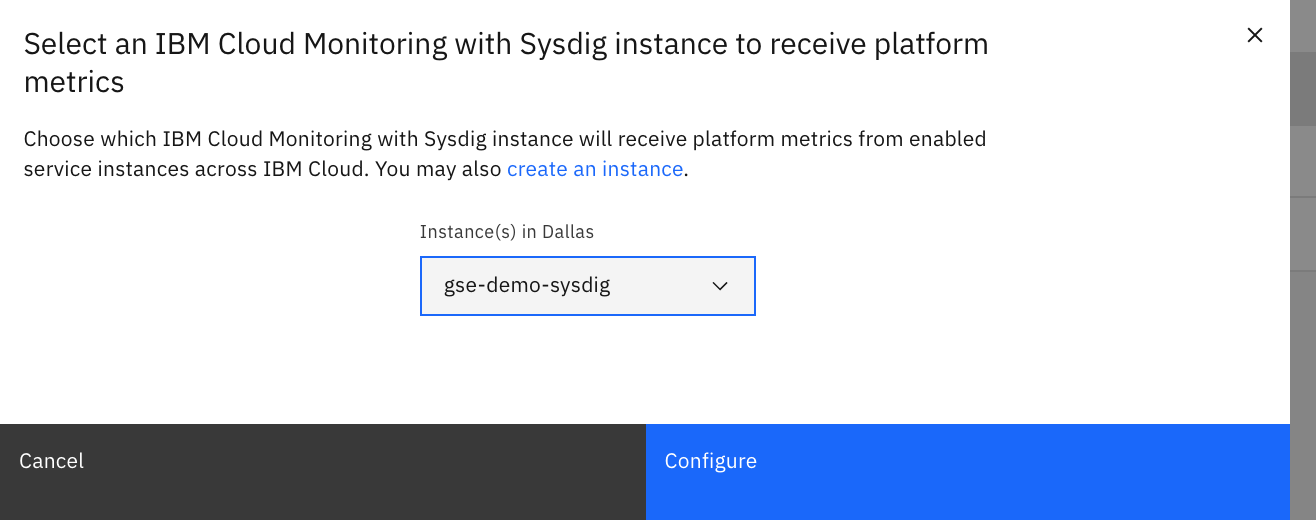 Select an IBM Cloud Monitoring with Sysdig instance to receive platform
metrics
Choose which IBM Cloud Monitoring with Sysdig instance will receive platform metrics from enabled
service instances across IBM Cloud. You may also create an instance.
Instance(s) in Dallas
gse-demo-sysdig
Cancel
Configure